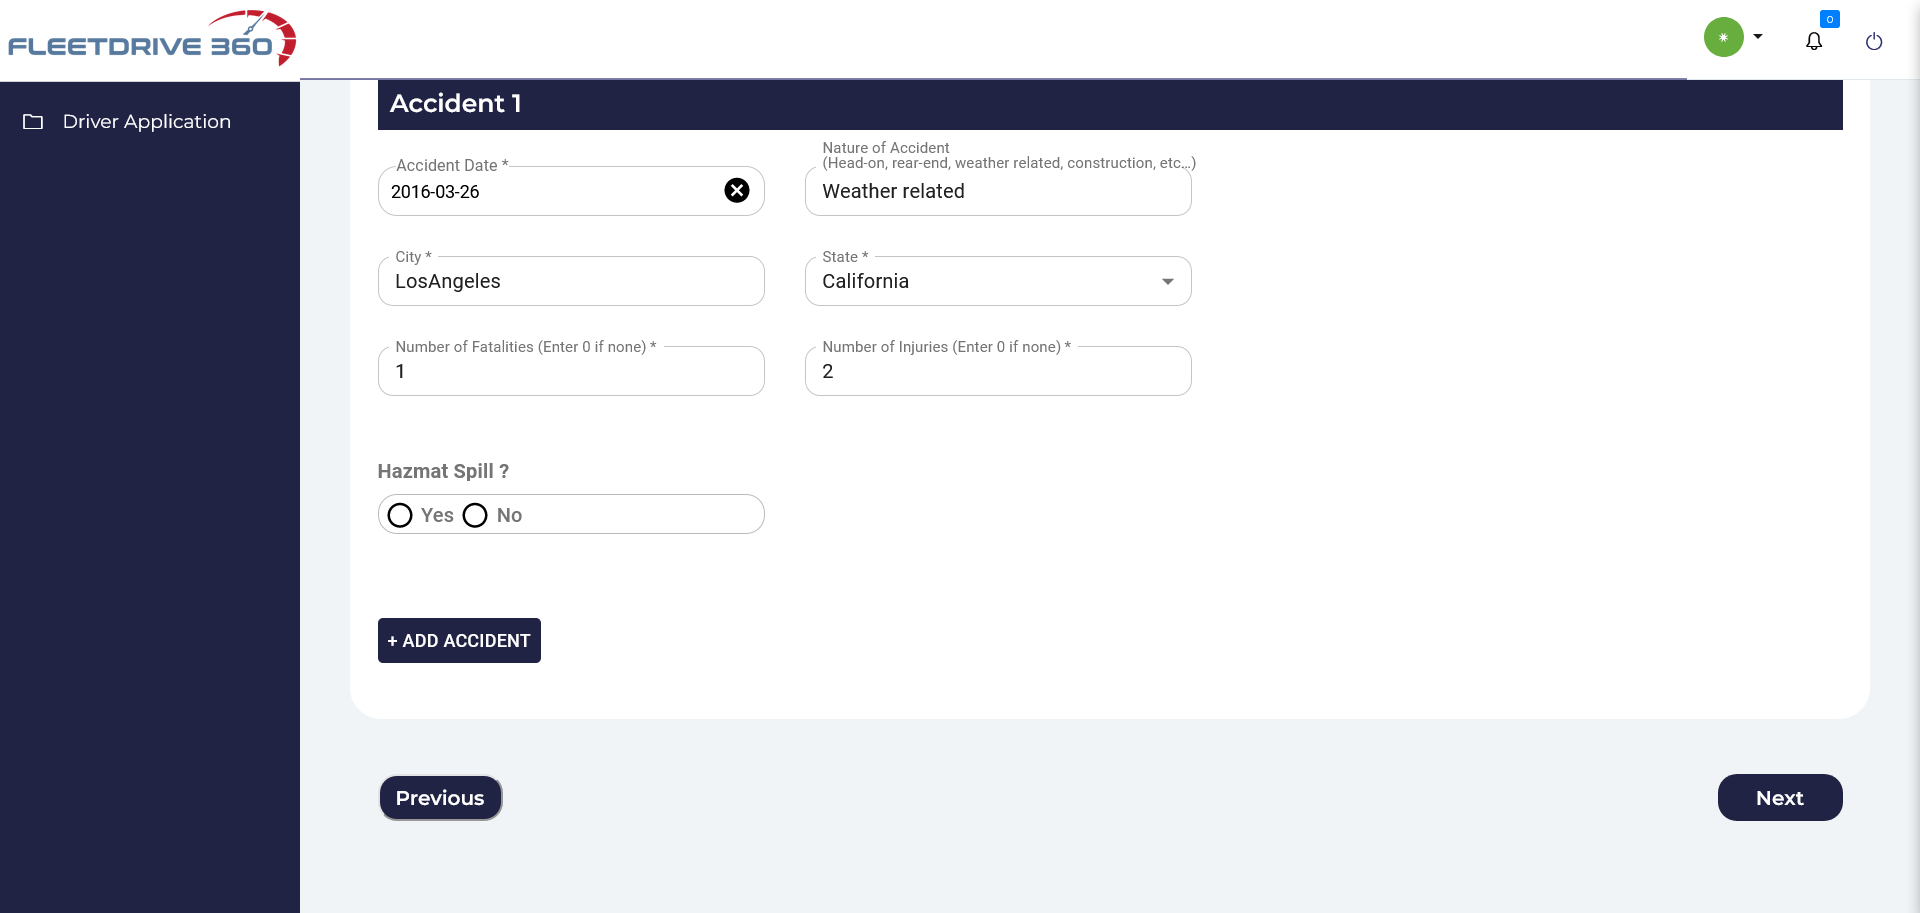 FLEETDRIVE 360
0
Driver Application
Accident 1
Accident Date *
2016-03-26
Nature of Accident
(Head-on, rear-end, weather related, construction, etc...)
Weather related
City *
LosAngeles
State *
California
Number of Fatalities (Enter 0 if none) *
1
Number of Injuries (Enter 0 if none) *
2
Hazmat Spill ?
Yes No
+ ADD ACCIDENT
Previous
Next